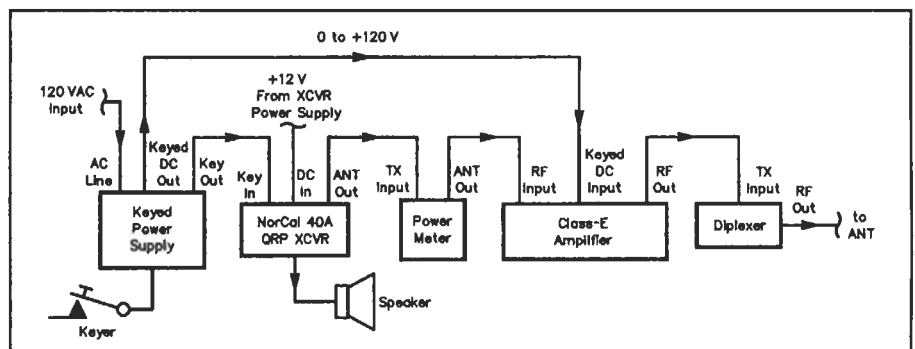 0 to +120 V
+12 V
From XCVR
Power Supply
120 VAC
Input
AC
Line
Keyed
DC
Out
Key
Out
Key
In
DC
In
ANT
Out
TX
Input
ANT
Out
RF
Input
Keyed
DC
Input
RF
Out
TX
Input
RF
Out
to
ANT
Keyed
Power
Supply
NorCal 40A
QRP XCVR
Power
Meter
Class-E
Amplifier
Diplexer
Speaker
Keyer